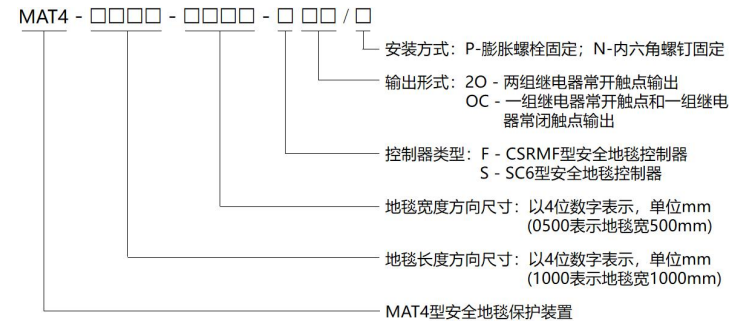 MAT4-□□□□-□□□□-□ □□/□
安装方式：P-膨胀螺栓固定；N-内六角螺钉固定
输出形式：2O - 两组继电器常开触点输出
OC - 一组继电器常开触点和一组继电
器常闭触点输出
控制器类型：F - CSRMF型安全地毯控制器
S - SC6型安全地毯控制器
地毯宽度方向尺寸：以4位数字表示，单位mm
(0500表示地毯宽500mm)
地毯长度方向尺寸：以4位数字表示，单位mm
(1000表示地毯宽1000mm)
MAT4型安全地毯保护装置